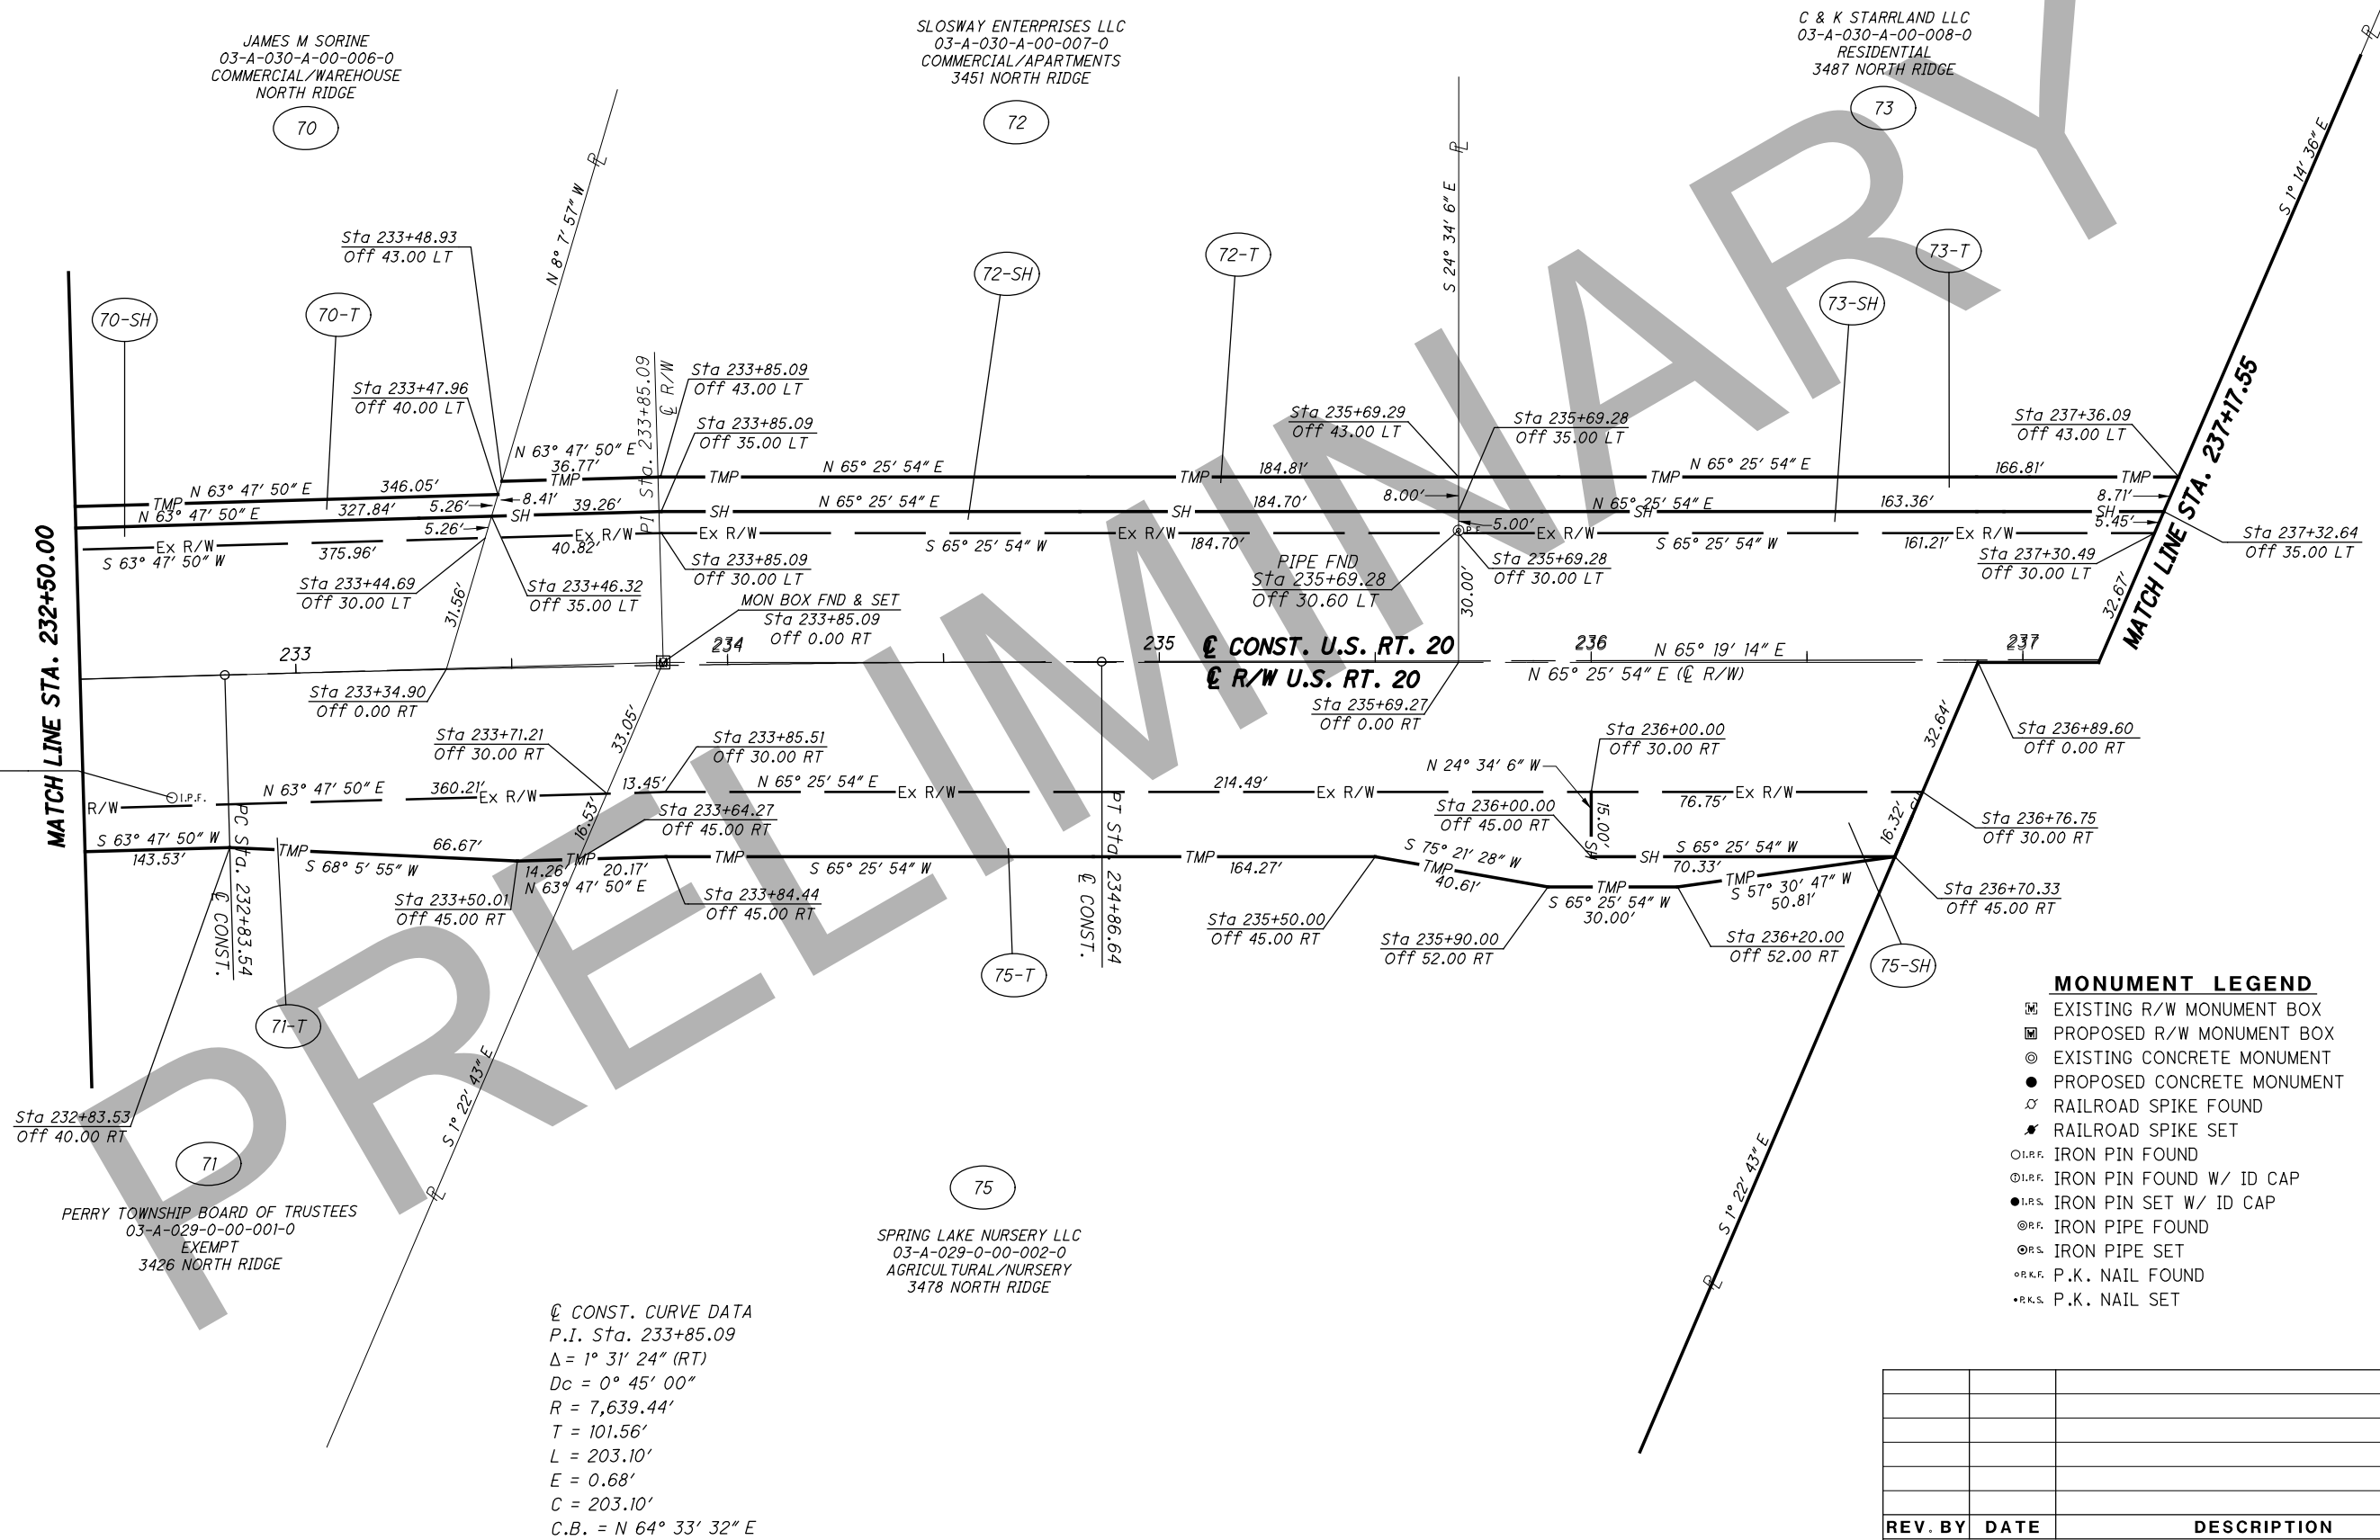 JAMES M SORINE
03-A-030-A-00-006-0
COMMERCIAL/WAREHOUSE
NORTH RIDGE
70
SLOSWAY ENTERPRISES LLC
03-A-030-A-00-007-0
COMMERCIAL/APARTMENTS
3451 NORTH RIDGE
72
C & K STARRLAND LLC
03-A-030-A-00-008-0
RESIDENTIAL
3487 NORTH RIDGE
73
PRELIMINARY
MATCH LINE STA. 232+50.00
MATCH LINE STA. 237+17.55
70-SH
70-T
72-SH
72-T
73-SH
73-T
N 8° 7' 57" W
PL
S 24° 34' 6" E
PL
S 1° 14' 36" E
PL
Sta 233+48.93
Off 43.00 LT
Sta 233+47.96
Off 40.00 LT
PI Sta. 233+85.09
℄ R/W
Sta 233+85.09
Off 43.00 LT
Sta 233+85.09
Off 35.00 LT
Sta 235+69.29
Off 43.00 LT
Sta 235+69.28
Off 35.00 LT
Sta 237+36.09
Off 43.00 LT
N 63° 47' 50" E
36.77'
TMP
TMP
N 65° 25' 54" E
TMP
184.81'
TMP
N 65° 25' 54" E
166.81'
TMP
TMP
N 63° 47' 50" E
346.05'
8.41'
8.00'
8.71'
N 63° 47' 50" E
327.84'
5.26'
SH
39.26'
SH
N 65° 25' 54" E
SH
184.70'
SH
N 65° 25' 54" E
163.36'
SH
Ex R/W
S 63° 47' 50" W
375.96'
5.26'
Ex R/W
40.82'
Ex R/W
S 65° 25' 54" W
Ex R/W
184.70'
P.F.
5.00'
Ex R/W
S 65° 25' 54" W
161.21'
Ex R/W
5.45'
Sta 237+32.64
Off 35.00 LT
Sta 233+44.69
Off 30.00 LT
31.56'
Sta 233+46.32
Off 35.00 LT
Sta 233+85.09
Off 30.00 LT
PIPE FND
Sta 235+69.28
Off 30.60 LT
30.00'
Sta 235+69.28
Off 30.00 LT
Sta 237+30.49
Off 30.00 LT
32.67'
MON BOX FND & SET
Sta 233+85.09
Off 0.00 RT
233
234
235
236
237
℄ CONST. U.S. RT. 20
℄ R/W U.S. RT. 20
N 65° 19' 14" E
N 65° 25' 54" E (℄ R/W)
Sta 233+34.90
Off 0.00 RT
Sta 235+69.27
Off 0.00 RT
Sta 236+89.60
Off 0.00 RT
Sta 233+71.21
Off 30.00 RT
33.05'
Sta 233+85.51
Off 30.00 RT
N 24° 34' 6" W
Sta 236+00.00
Off 30.00 RT
32.64'
R/W
I.P.F.
N 63° 47' 50" E
360.21'
Ex R/W
13.45'
N 65° 25' 54" E
Ex R/W
214.49'
Ex R/W
76.75'
Ex R/W
16.53'
Sta 233+64.27
Off 45.00 RT
Sta 236+00.00
Off 45.00 RT
15.00'
SH
16.32'
SH
Sta 236+76.75
Off 30.00 RT
S 63° 47' 50" W
143.53'
TMP
S 68° 5' 55" W
66.67'
14.26'
TMP
20.17'
N 63° 47' 50" E
TMP
S 65° 25' 54" W
TMP
164.27'
S 75° 21' 28" W
TMP
40.61'
SH
S 65° 25' 54" W
70.33'
TMP
S 65° 25' 54" W
30.00'
TMP
S 57° 30' 47" W
50.81'
Sta 236+70.33
Off 45.00 RT
PC Sta. 232+83.54
℄ CONST.
Sta 233+50.01
Off 45.00 RT
Sta 233+84.44
Off 45.00 RT
PT Sta. 234+86.64
℄ CONST.
Sta 235+50.00
Off 45.00 RT
Sta 235+90.00
Off 52.00 RT
Sta 236+20.00
Off 52.00 RT
71-T
75-T
75-SH
Sta 232+83.53
Off 40.00 RT
S 1° 22' 43" E
PL
S 1° 22' 43" E
PL
71
PERRY TOWNSHIP BOARD OF TRUSTEES
03-A-029-0-00-001-0
EXEMPT
3426 NORTH RIDGE
75
SPRING LAKE NURSERY LLC
03-A-029-0-00-002-0
AGRICULTURAL/NURSERY
3478 NORTH RIDGE
℄ CONST. CURVE DATA
P.I. Sta. 233+85.09
Δ = 1° 31' 24" (RT)
Dc = 0° 45' 00"
R = 7,639.44'
T = 101.56'
L = 203.10'
E = 0.68'
C = 203.10'
C.B. = N 64° 33' 32" E
MONUMENT LEGEND
M EXISTING R/W MONUMENT BOX
M PROPOSED R/W MONUMENT BOX
EXISTING CONCRETE MONUMENT
PROPOSED CONCRETE MONUMENT
RAILROAD SPIKE FOUND
RAILROAD SPIKE SET
I.P.F. IRON PIN FOUND
I.P.F. IRON PIN FOUND W/ ID CAP
I.P.S. IRON PIN SET W/ ID CAP
P.F. IRON PIPE FOUND
P.S. IRON PIPE SET
P.K.F. P.K. NAIL FOUND
P.K.S. P.K. NAIL SET
REV. BY DATE DESCRIPTION